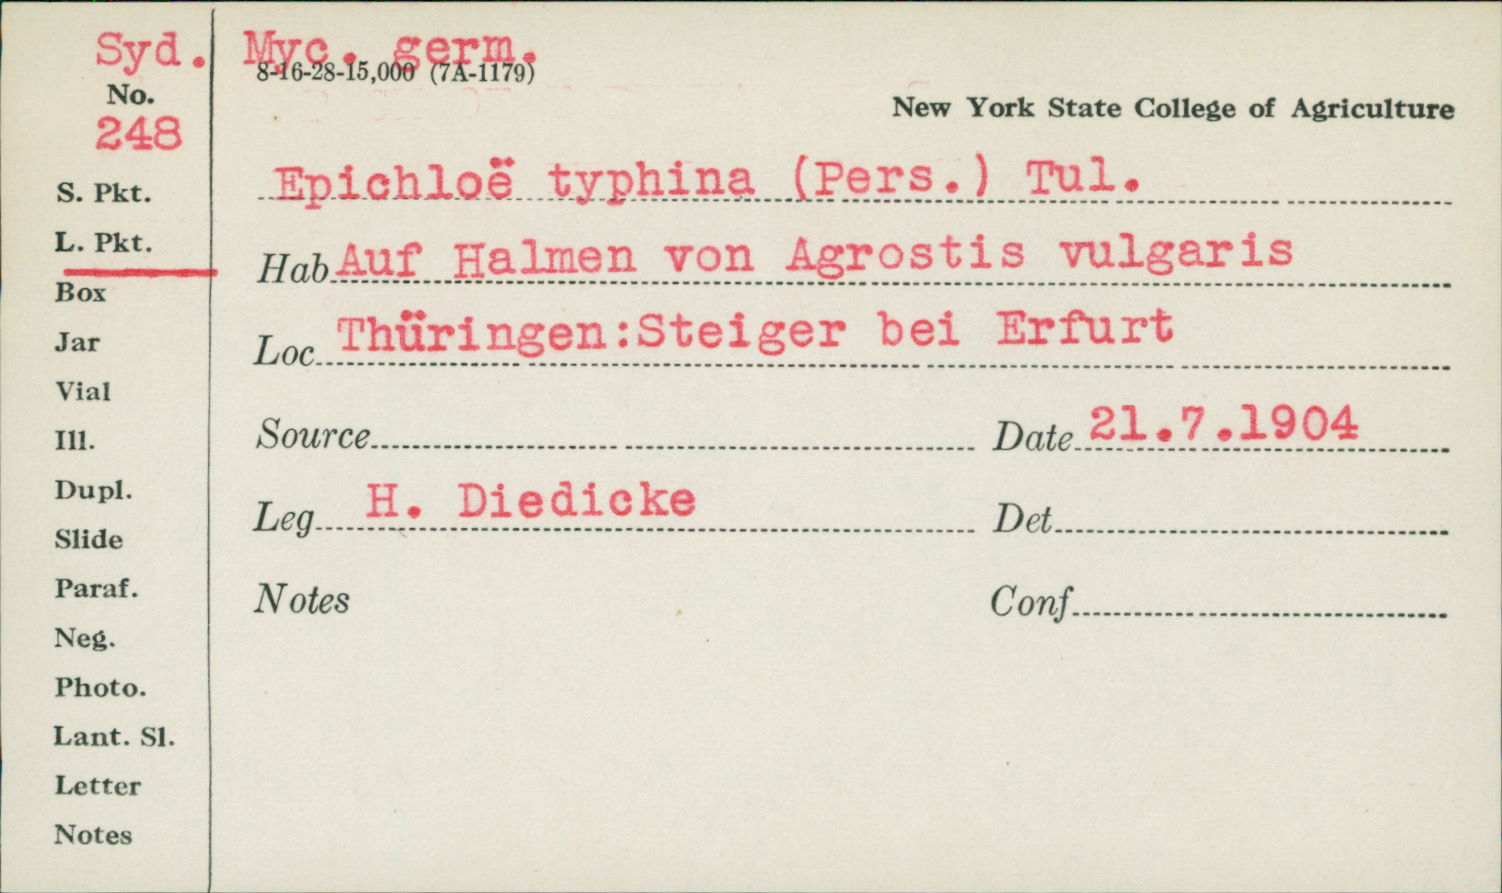 Syd. Myc. germ.
8-16-28-15,000 (7A-1179)
No.
248
New York State College of Agriculture
S. Pkt.
Epichloë typhina (Pers.) Tul.
L. Pkt.
Hab Auf Halmen von Agrostis vulgaris
Box
Jar
Loc Thüringen:Steiger bei Erfurt
Vial
Ill.
Source Date 21.7.1904
Dupl.
Leg H. Diedicke Det
Slide
Paraf.
Notes Conf
Neg.
Photo.
Lant. Sl.
Letter
Notes